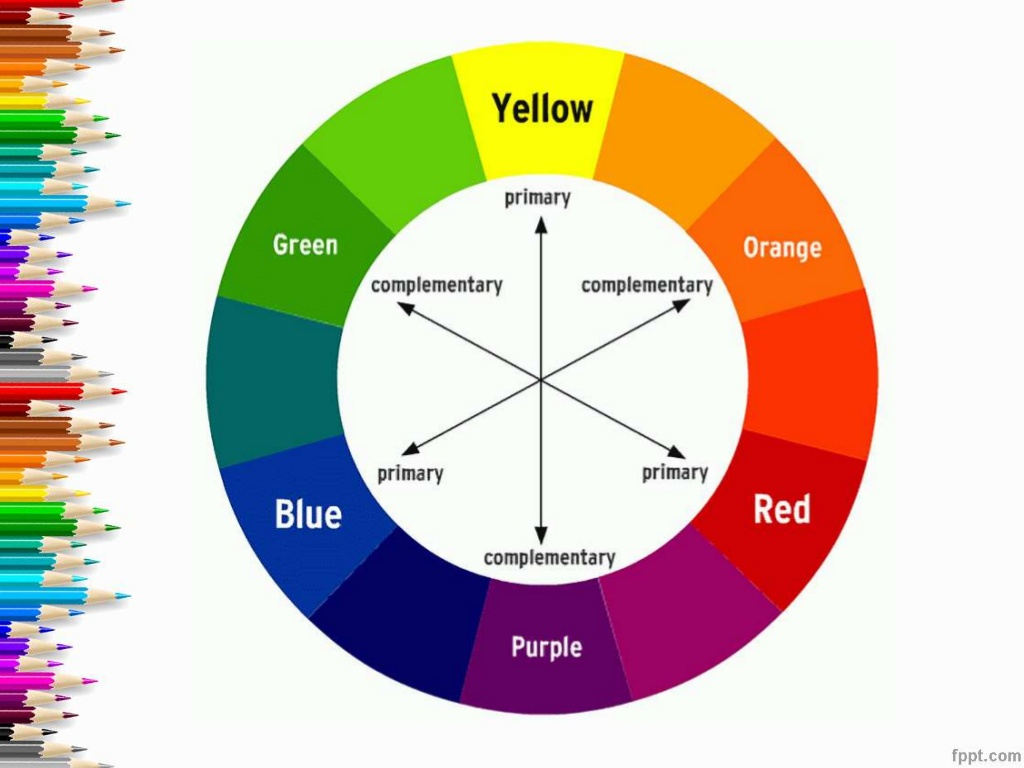 Yellow
primary
Green
Orange
complementary
complementary
primary
primary
Blue
Red
complementary
Purple
fppt.com